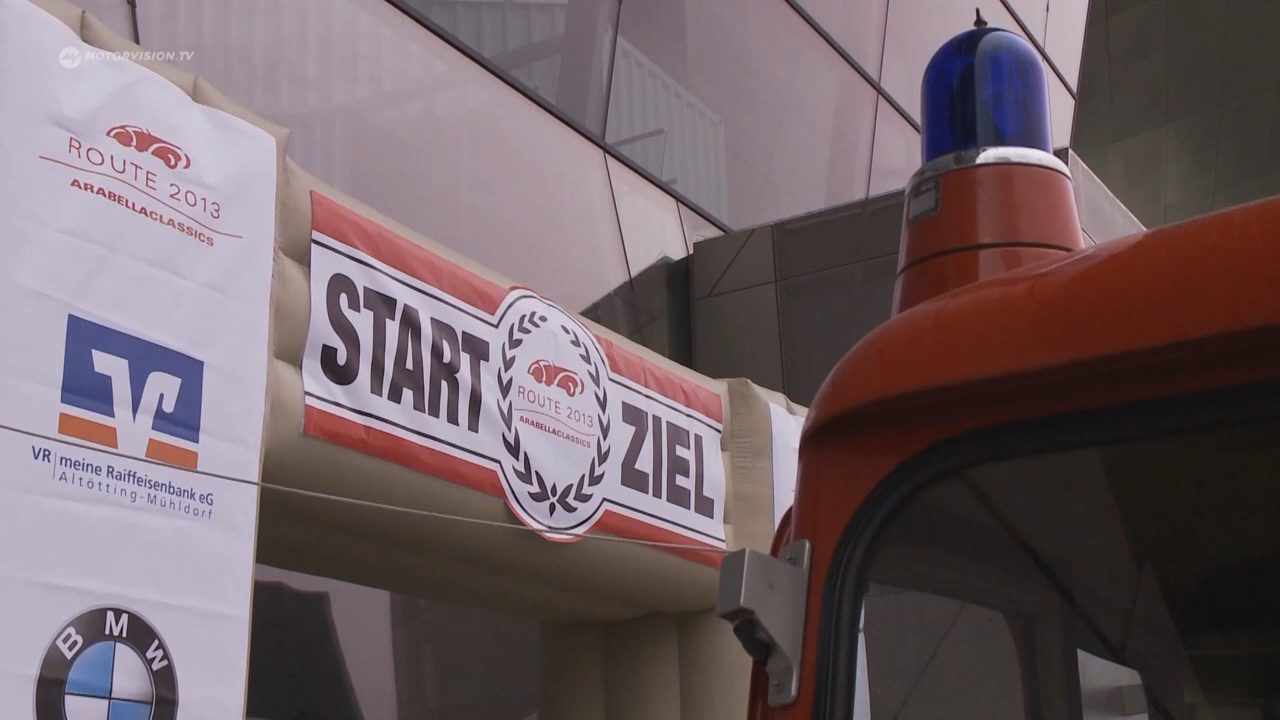 MOTORVISION.TV
ROUTE 2013
ARABELLACLASSICS
VR meine Raiffeisenbank eG
Altötting-Mühldorf
BMW
START
ROUTE 2013
ARABELLACLASSICS
ZIEL